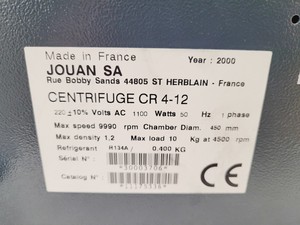 Made in France Year : 2000
JOUAN SA
Rue Bobby Sands 44805 ST HERBLAIN - France
CENTRIFUGE CR 4-12
220 ±10% Volts AC 1100 Watts 50 Hz 1 phase
Max speed 9990 rpm Chamber Diam. 450 mm
Max density 1,2 Max load 10 Kg at 4500 rpm
Refrigerant R134A / 0.400 KG
Serial N° :
*30003706*
Catalog N° :
CE